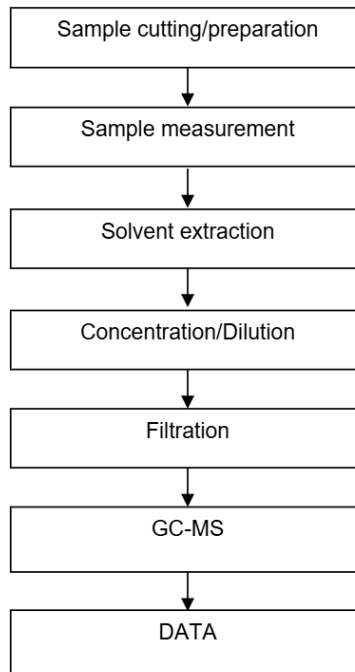 Sample cutting/preparation
Sample measurement
Solvent extraction
Concentration/Dilution
Filtration
GC-MS
DATA